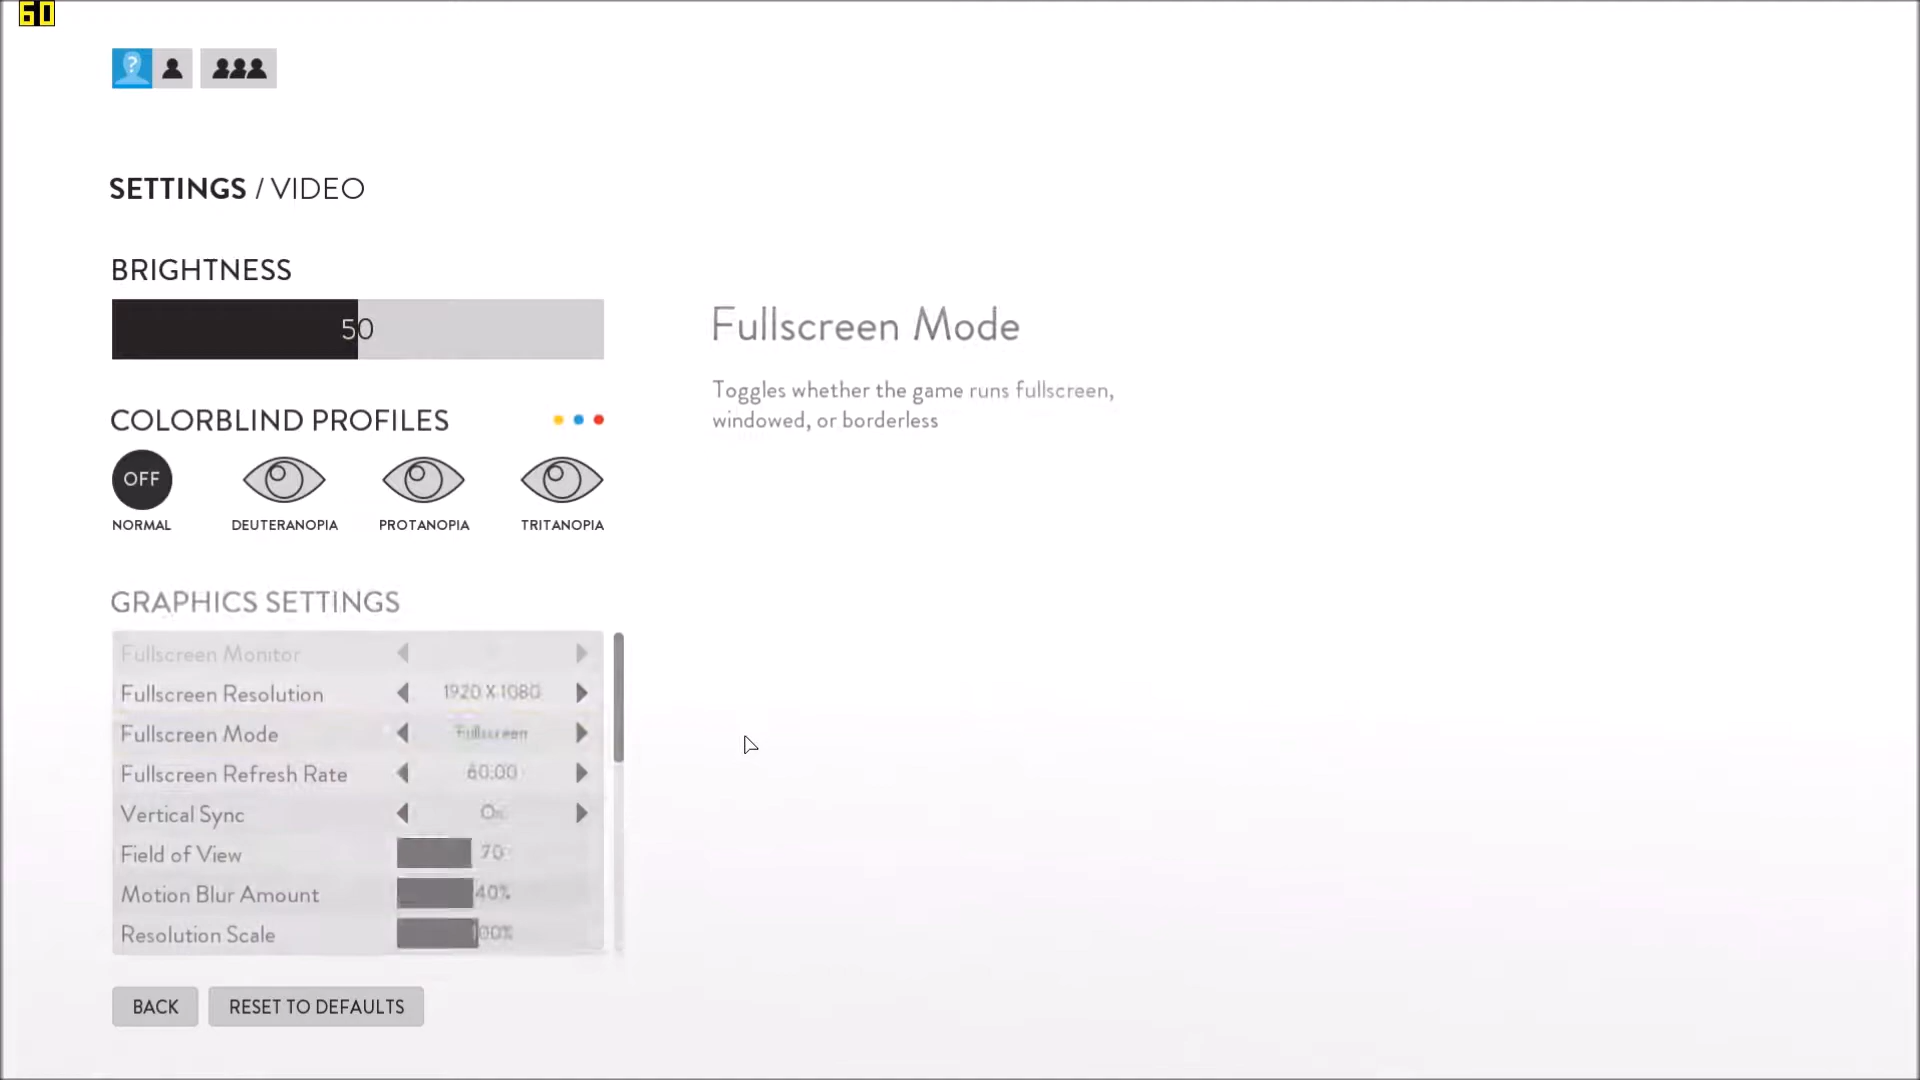 60
?
SETTINGS / VIDEO
BRIGHTNESS
50
COLORBLIND PROFILES
OFF
NORMAL
DEUTERANOPIA
PROTANOPIA
TRITANOPIA
Fullscreen Mode
Toggles whether the game runs fullscreen,
windowed, or borderless
GRAPHICS SETTINGS
Fullscreen Monitor
Fullscreen Resolution 1920 X 1080
Fullscreen Mode Fullscreen
Fullscreen Refresh Rate 60.00
Vertical Sync
Field of View 70
Motion Blur Amount 40%
Resolution Scale 100%
BACK
RESET TO DEFAULTS